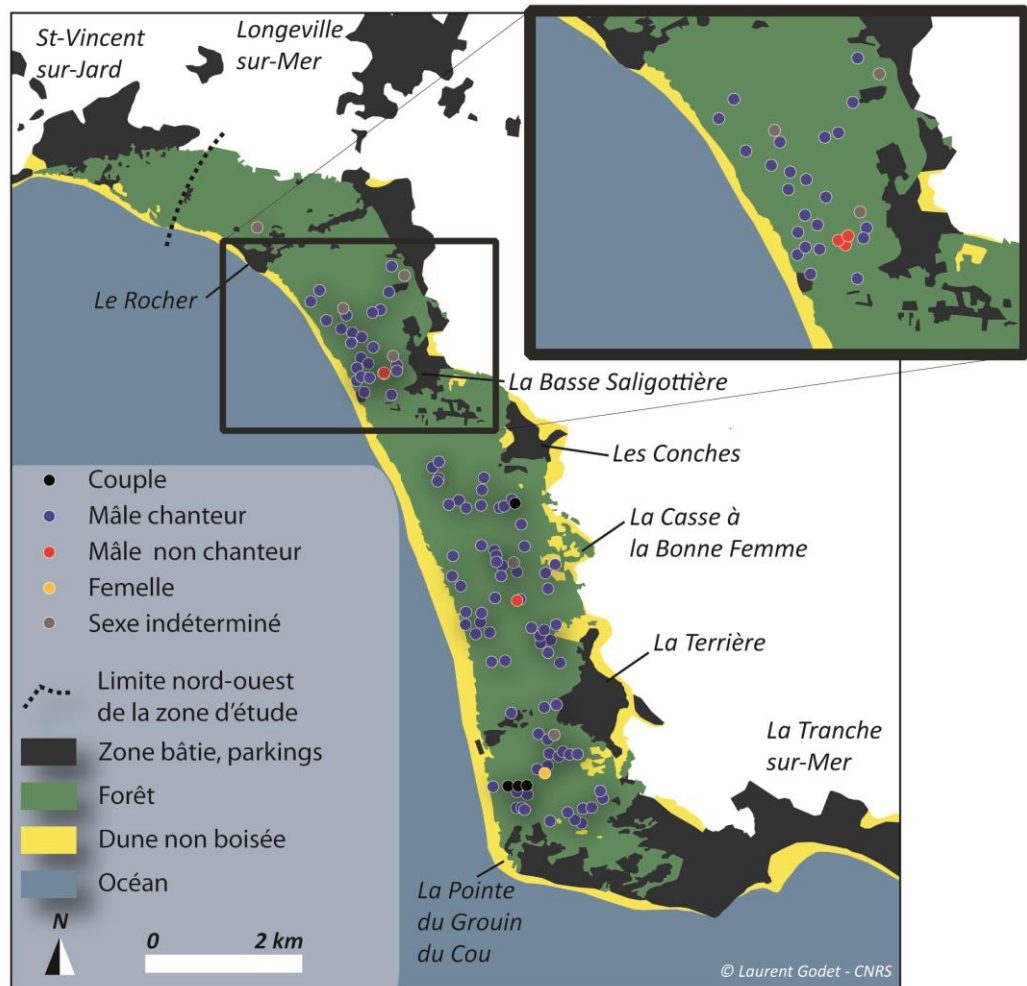 St-Vincent
sur-Jard
Longeville
sur-Mer
Le Rocher
La Basse Saligottière
Les Conches
La Casse à
la Bonne Femme
La Terrière
La Tranche
sur-Mer
La Pointe
du Grouin
du Cou
Couple
Mâle chanteur
Mâle non chanteur
Femelle
Sexe indéterminé
Limite nord-ouest
de la zone d'étude
Zone bâtie, parkings
Forêt
Dune non boisée
Océan
N
0 2 km
© Laurent Godet - CNRS